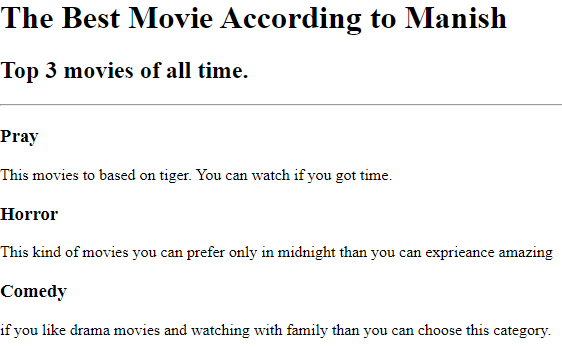 The Best Movie According to Manish
Top 3 movies of all time.
Pray
This movies to based on tiger. You can watch if you got time.
Horror
This kind of movies you can prefer only in midnight than you can exprieance amazing
Comedy
if you like drama movies and watching with family than you can choose this category.